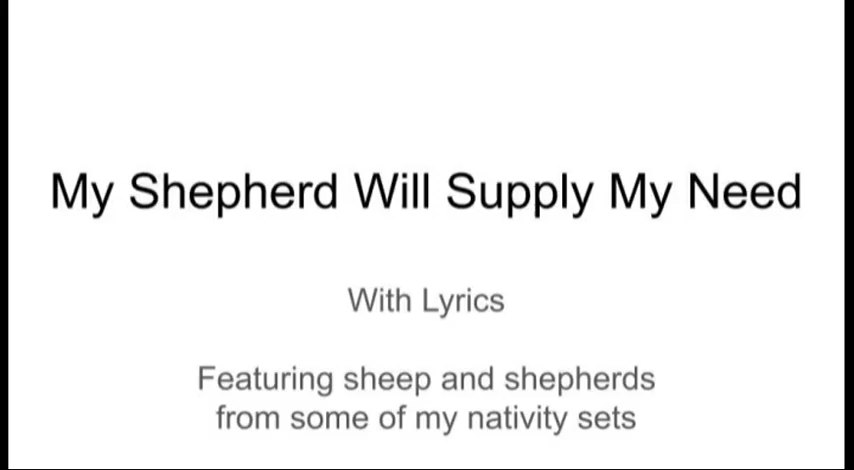 My Shepherd Will Supply My Need
With Lyrics
Featuring sheep and shepherds
from some of my nativity sets